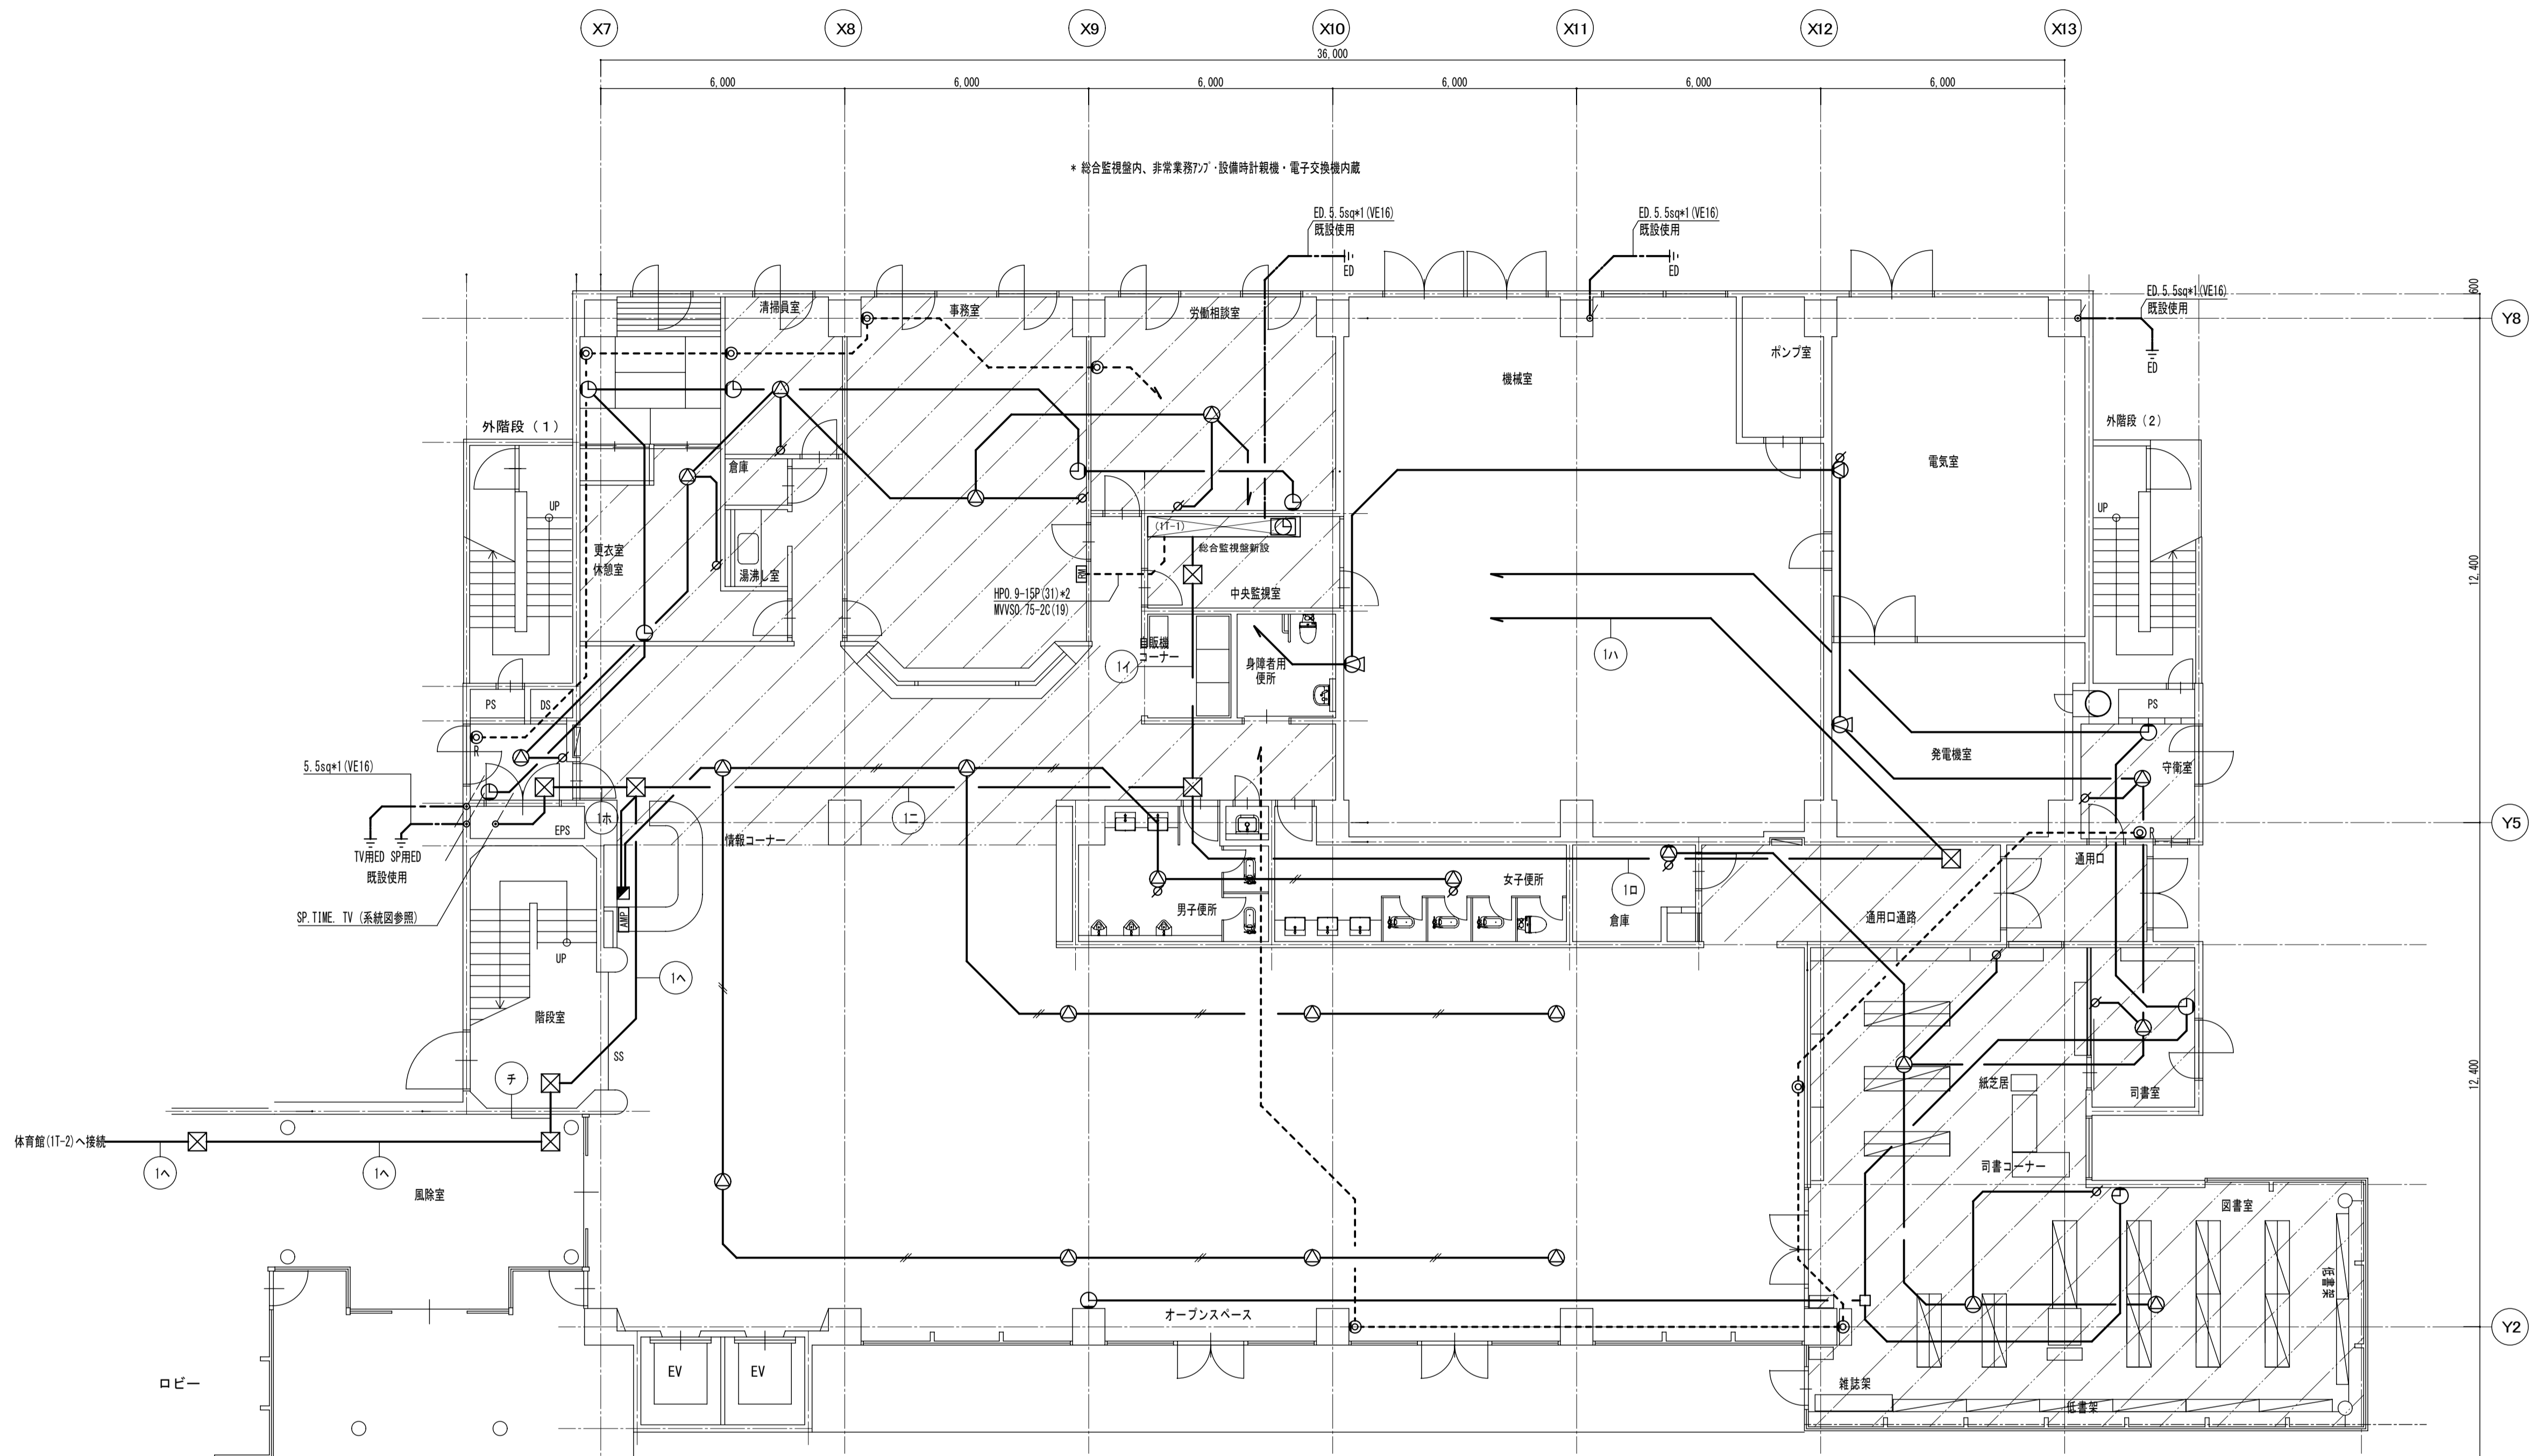 X7
X8
X9
X10
X11
X12
X13
36,000
6,000
6,000
6,000
6,000
6,000
6,000
* 総合監視盤内、非常業務ｱﾝﾌﾟ･設備時計親機・電子交換機内蔵
ED.5.5sq*1(VE16)
既設使用
ED
ED.5.5sq*1(VE16)
既設使用
ED
ED.5.5sq*1(VE16)
既設使用
ED
600
Y8
清掃員室
事務室
労働相談室
機械室
ポンプ室
電気室
外階段（１）
外階段（２）
倉庫
UP
UP
更衣室
休憩室
湯沸し室
(1T-1)
総合監視盤新設
RM
HP0.9-15P(31)*2
MVVS0.75-2C(19)
中央監視室
12,400
自販機
コーナー
1イ
身障者用
便所
1ハ
PS
DS
PS
R
発電機室
守衛室
5.5sq*1(VE16)
EPS
1ホ
1ニ
情報コーナー
R
Y5
TV用ED
SP用ED
既設使用
通用口
SP.TIME. TV (系統図参照)
AMP
男子便所
女子便所
1ロ
倉庫
通用口通路
UP
1ヘ
階段室
SS
チ
紙芝居
司書室
12,400
体育館(1T-2)へ接続
1ヘ
1ヘ
風除室
司書コーナー
図書室
低書架
オープンスペース
Y2
ロビー
EV
EV
雑誌架
低書架